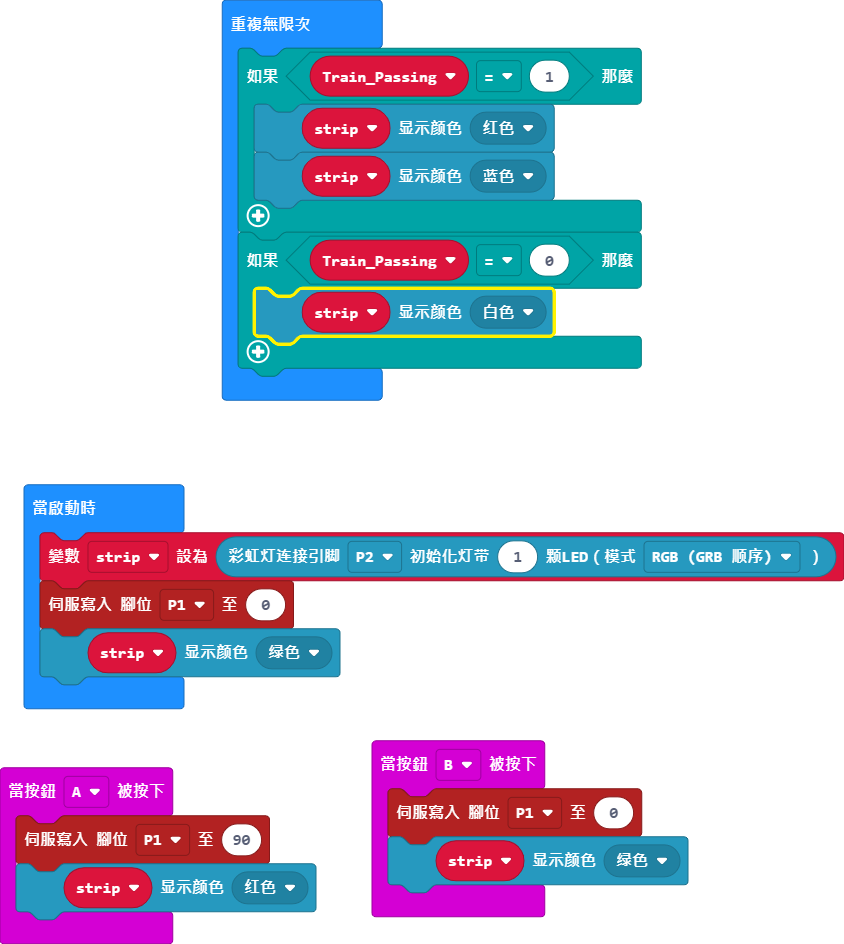 重複無限次
如果 Train_Passing = 1 那麼
strip 显示颜色 红色
strip 显示颜色 蓝色
如果 Train_Passing = 0 那麼
strip 显示颜色 白色
當啟動時
變數 strip 設為 彩虹灯连接引脚 P2 初始化灯带 1 颗LED(模式 RGB (GRB 顺序) )
伺服寫入 腳位 P1 至 0
strip 显示颜色 绿色
當按鈕 A 被按下
伺服寫入 腳位 P1 至 90
strip 显示颜色 红色
當按鈕 B 被按下
伺服寫入 腳位 P1 至 0
strip 显示颜色 绿色